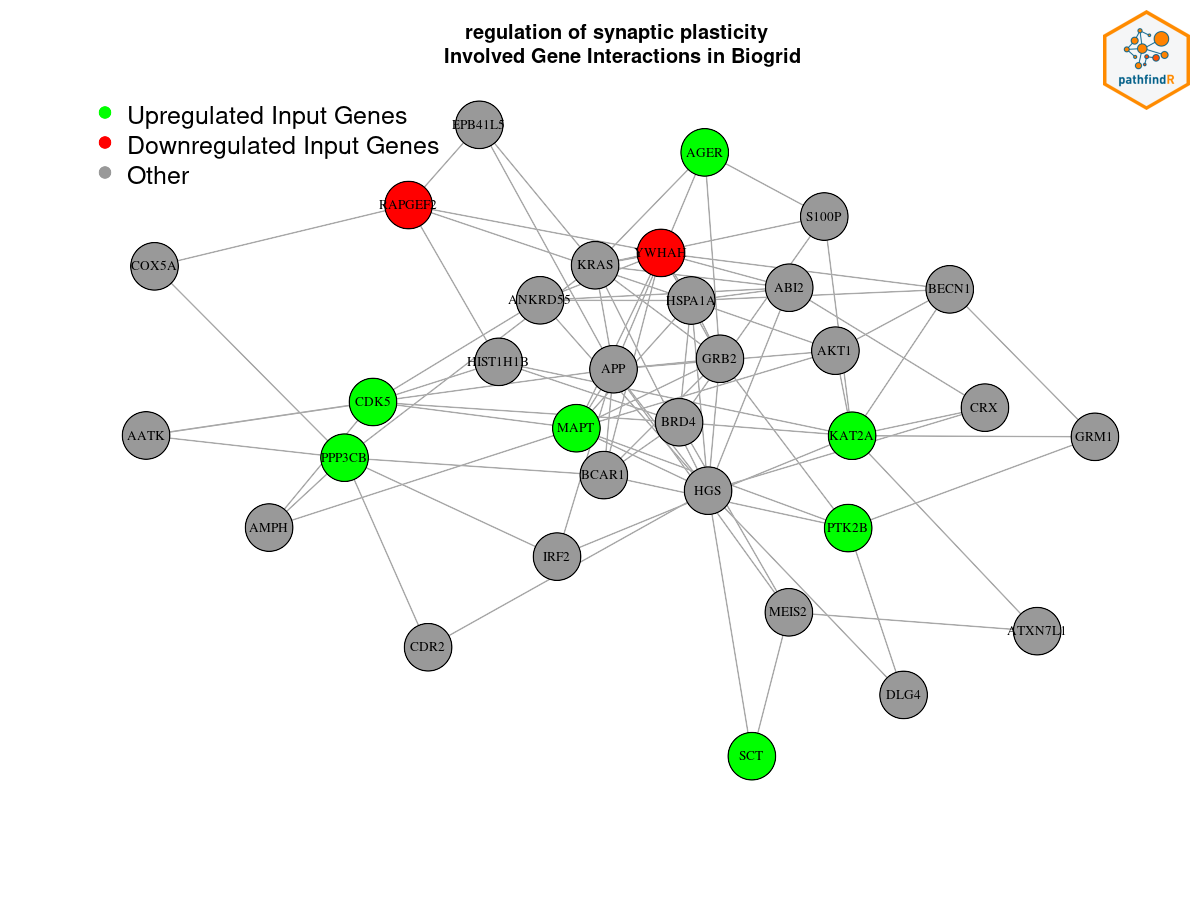 regulation of synaptic plasticity
Involved Gene Interactions in Biogrid
pathfindR
Upregulated Input Genes
Downregulated Input Genes
Other
EPB41L5
AGER
RAPGEF2
S100P
YWHAH
COX5A
KRAS
ABI2
BECN1
ANKRD55
HSPA1A
AKT1
GRB2
HIST1H1B
APP
CDK5
CRX
BRD4
MAPT
AATK
KAT2A
GRM1
PPP3CB
BCAR1
HGS
AMPH
PTK2B
IRF2
MEIS2
ATXN7L1
CDR2
DLG4
SCT